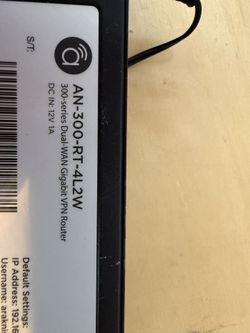 AN-300-RT-4L2W
300-series Dual-WAN Gigabit VPN Router
DC IN: 12V 1A
S/T:
Default Settings:
IP Address: 192.16
Username: arakni